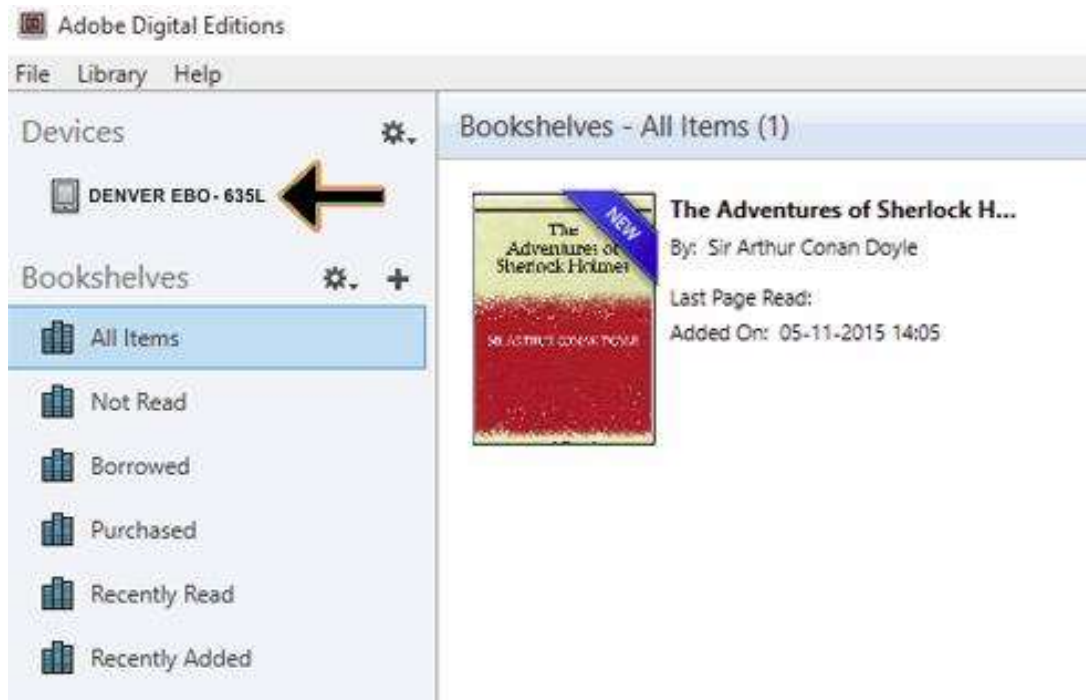 Adobe Digital Editions
File Library Help
Devices
DENVER EBO - 635L
Bookshelves
All Items
Not Read
Borrowed
Purchased
Recently Read
Recently Added
Bookshelves - All Items (1)
NEW
The
Adventures of
Sherlock Holmes
SIR ARTHUR CONAN DOYLE
The Adventures of Sherlock H...
By: Sir Arthur Conan Doyle
Last Page Read:
Added On: 05-11-2015 14:05